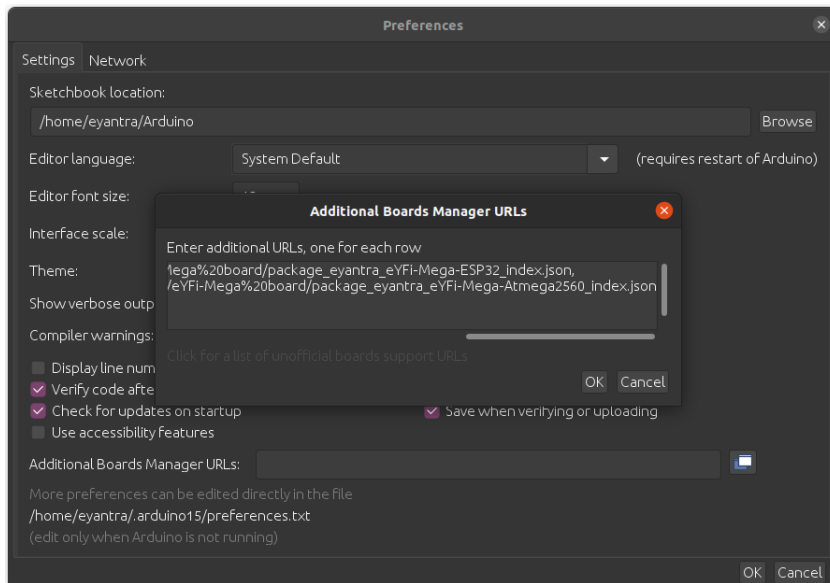 Preferences
Settings Network
Sketchbook location:
/home/eyantra/Arduino Browse
Editor language: System Default (requires restart of Arduino)
Editor font size:
Interface scale:
Theme:
Show verbose outp
Compiler warnings:
Display line num
Verify code afte
Check for updates on startup Save when verifying or uploading
Use accessibility features
Additional Boards Manager URLs:
More preferences can be edited directly in the file
/home/eyantra/.arduino15/preferences.txt
(edit only when Arduino is not running)
OK Cancel
Additional Boards Manager URLs
Enter additional URLs, one for each row
Mega%20board/package_eyantra_eYFi-Mega-ESP32_index.json,
/eYFi-Mega%20board/package_eyantra_eYFi-Mega-Atmega2560_index.json
Click for a list of unofficial boards support URLs
OK Cancel